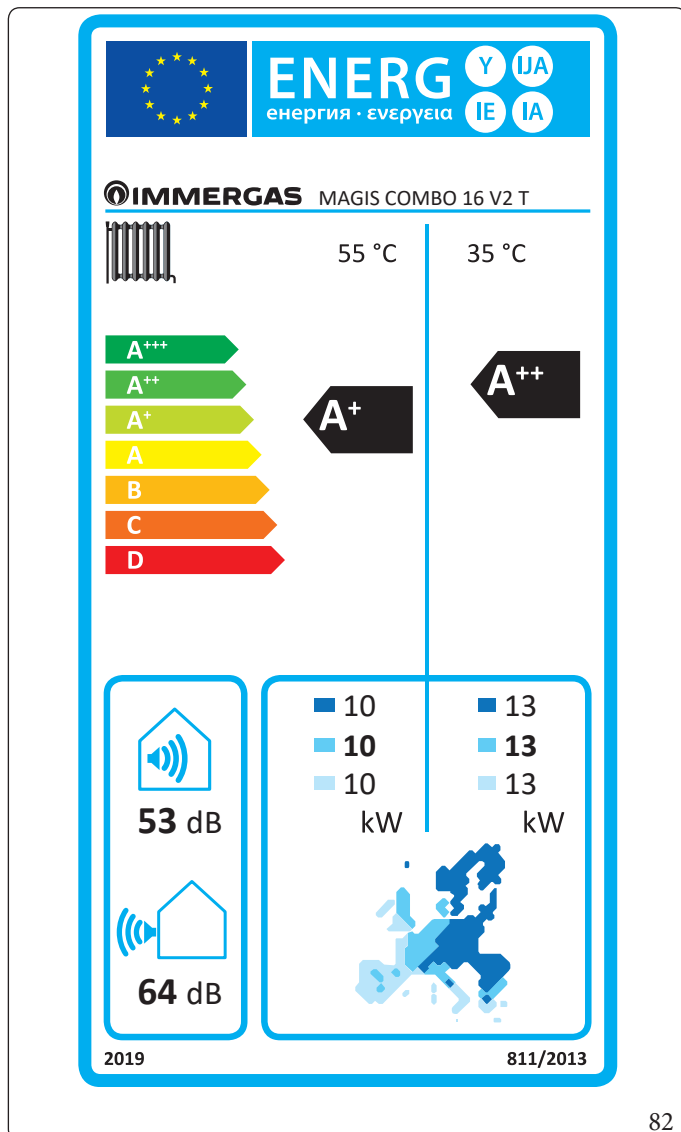 ENERG Y IJA
енергия · ενεργεια IE IA
IMMERGAS MAGIS COMBO 16 V2 T
55 °C 35 °C
A+++
A++
A+
A
B
C
D
A+
A++
10 13
10 13
10 13
kW kW
53 dB
64 dB
2019 811/2013
82